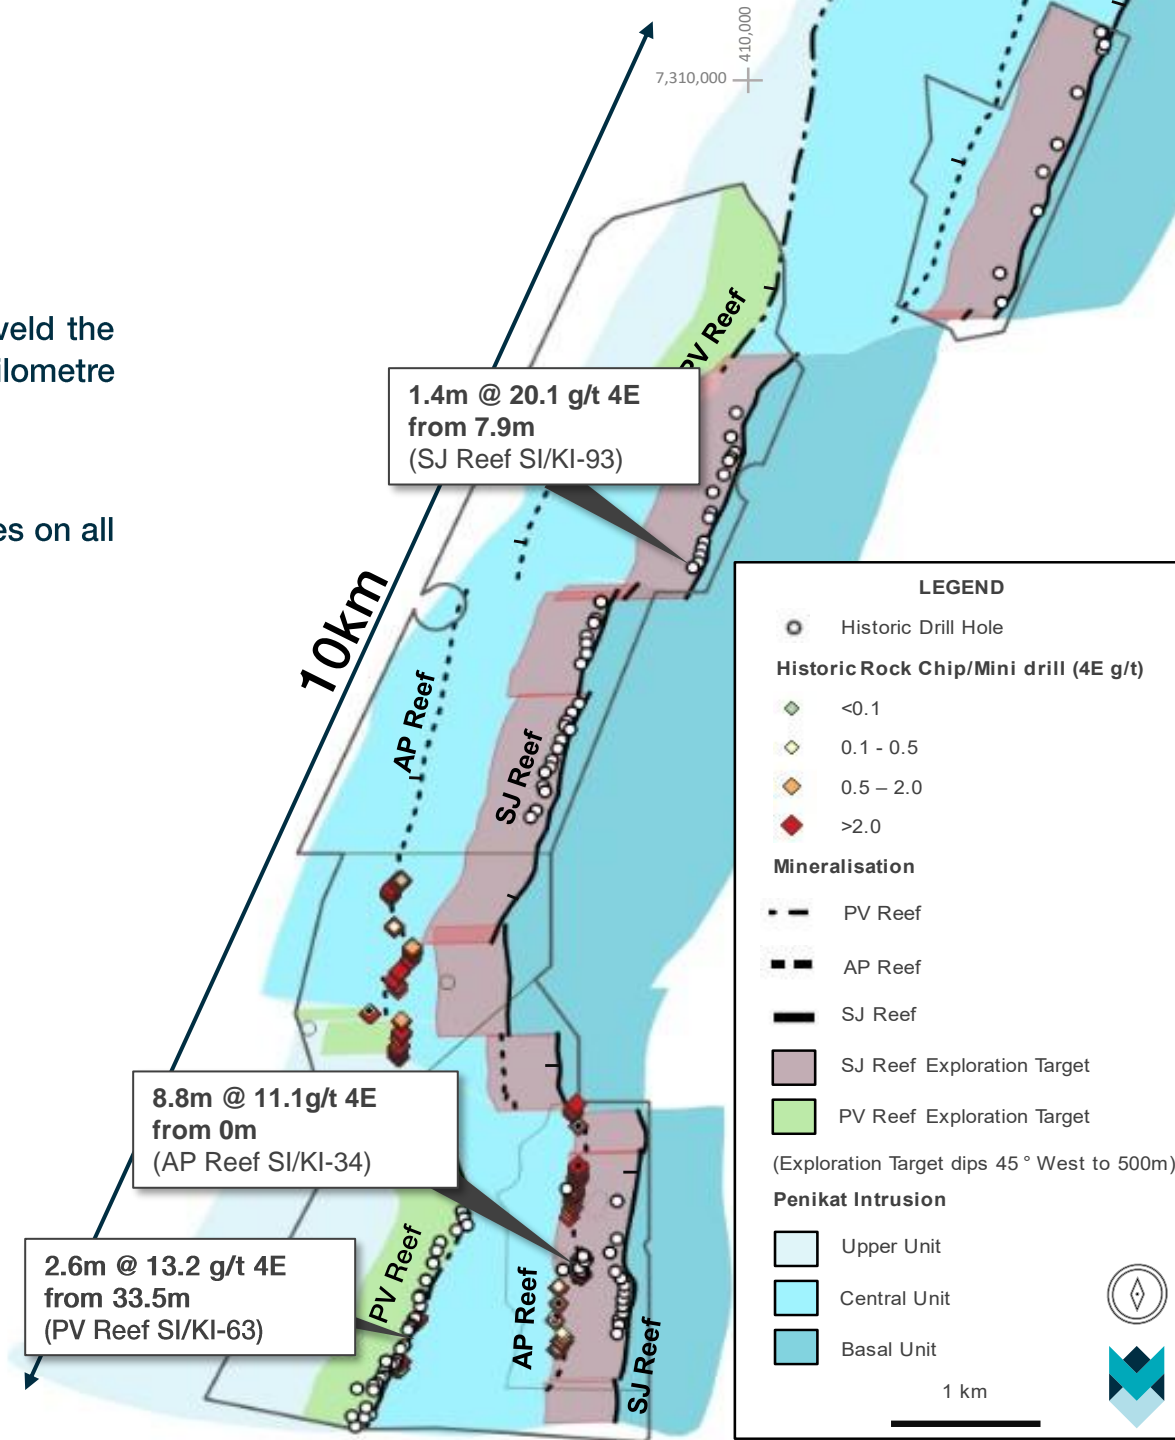 410,000
7,310,000
veld the
ilometre
PV Reef
1.4m @ 20.1 g/t 4E
from 7.9m
(SJ Reef SI/KI-93)
es on all
10km
AP Reef
SJ Reef
8.8m @ 11.1g/t 4E
from 0m
(AP Reef SI/KI-34)
2.6m @ 13.2 g/t 4E
from 33.5m
(PV Reef SI/KI-63)
PV Reef
AP Reef
SJ Reef
LEGEND
Historic Drill Hole
Historic Rock Chip/Mini drill (4E g/t)
<0.1
0.1 - 0.5
0.5 – 2.0
>2.0
Mineralisation
PV Reef
AP Reef
SJ Reef
SJ Reef Exploration Target
PV Reef Exploration Target
(Exploration Target dips 45° West to 500m)
Penikat Intrusion
Upper Unit
Central Unit
Basal Unit
1 km